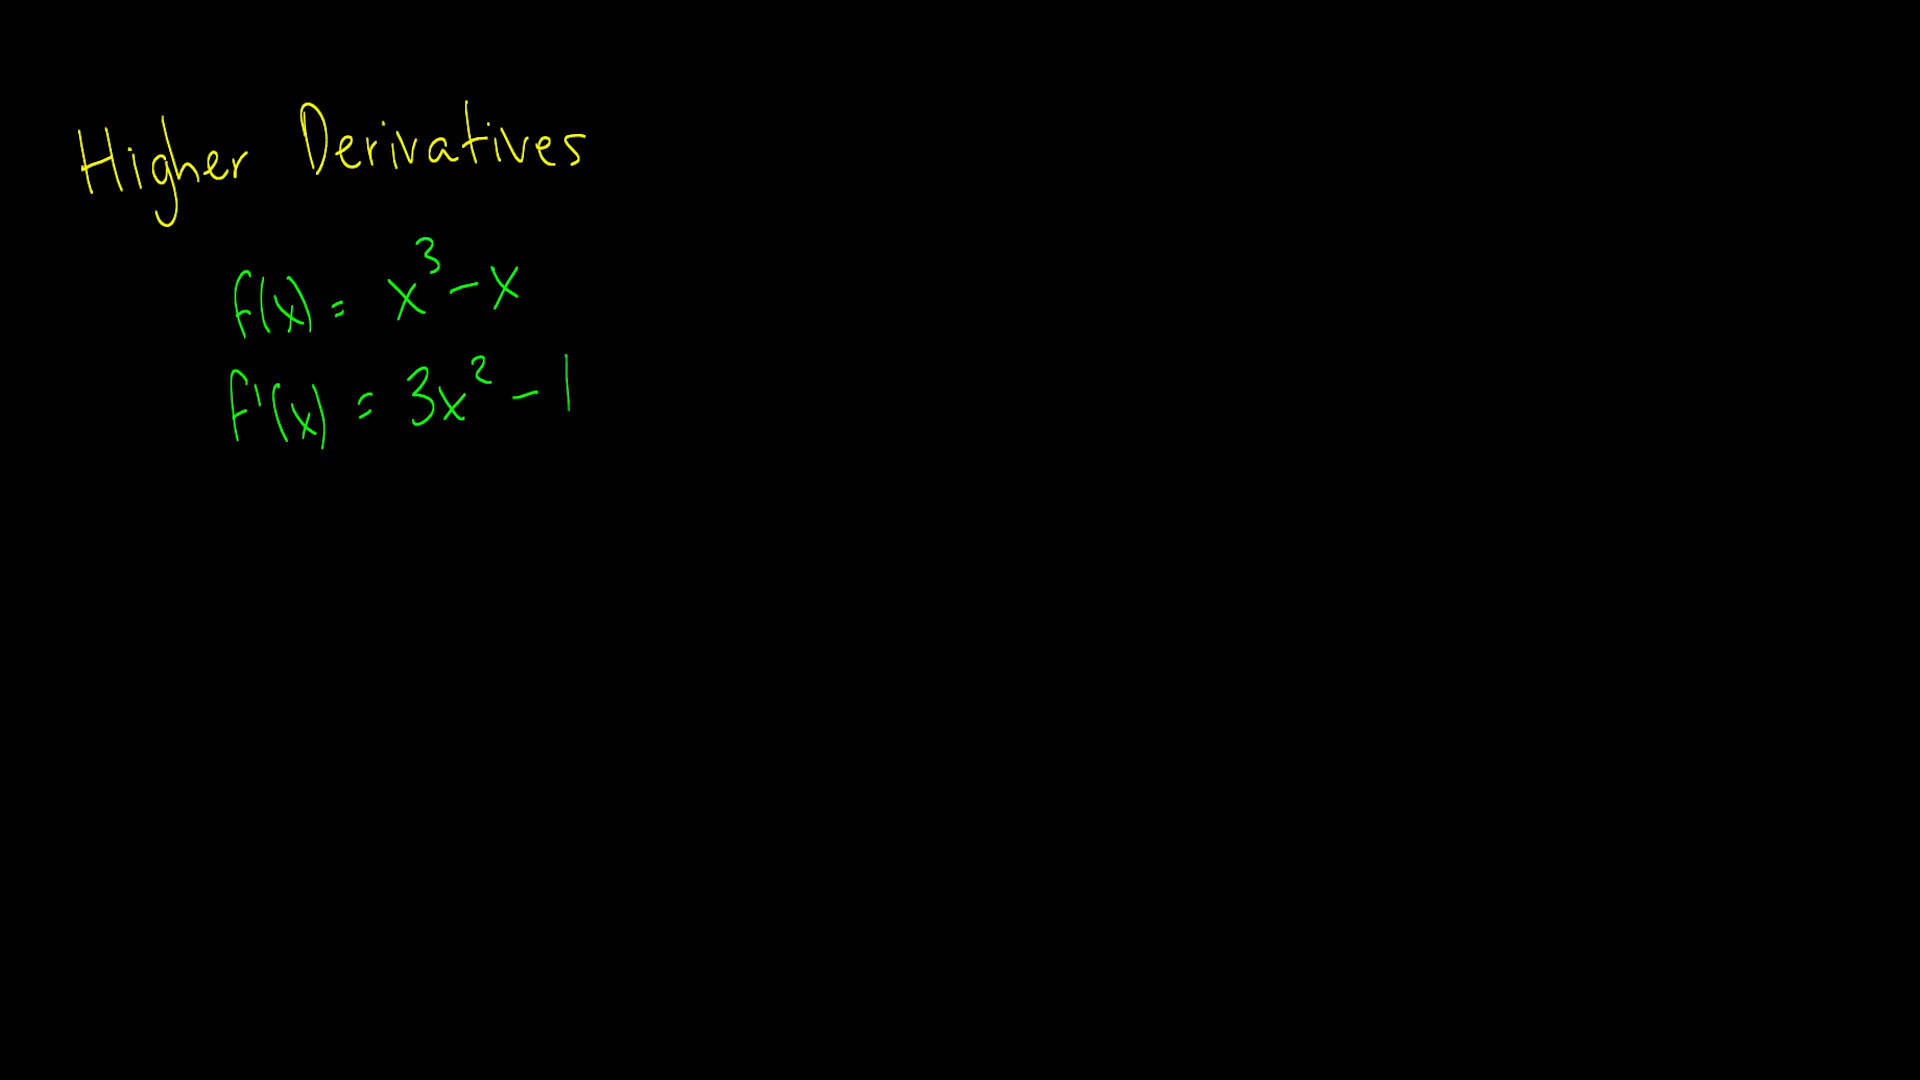 Higher Derivatives
f(x) = x³ - x
f'(x) = 3x² - 1